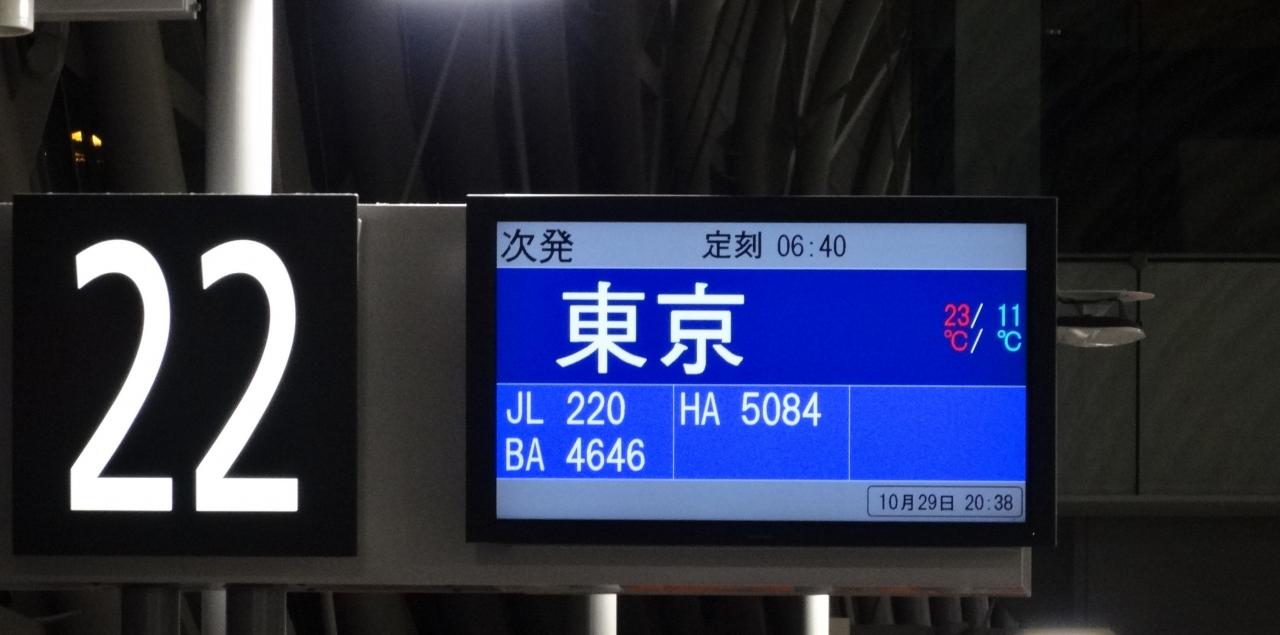 22
次発 定刻 06:40
東京
23/ 11
℃/ ℃
JL 220 HA 5084
BA 4646
10月29日 20:38